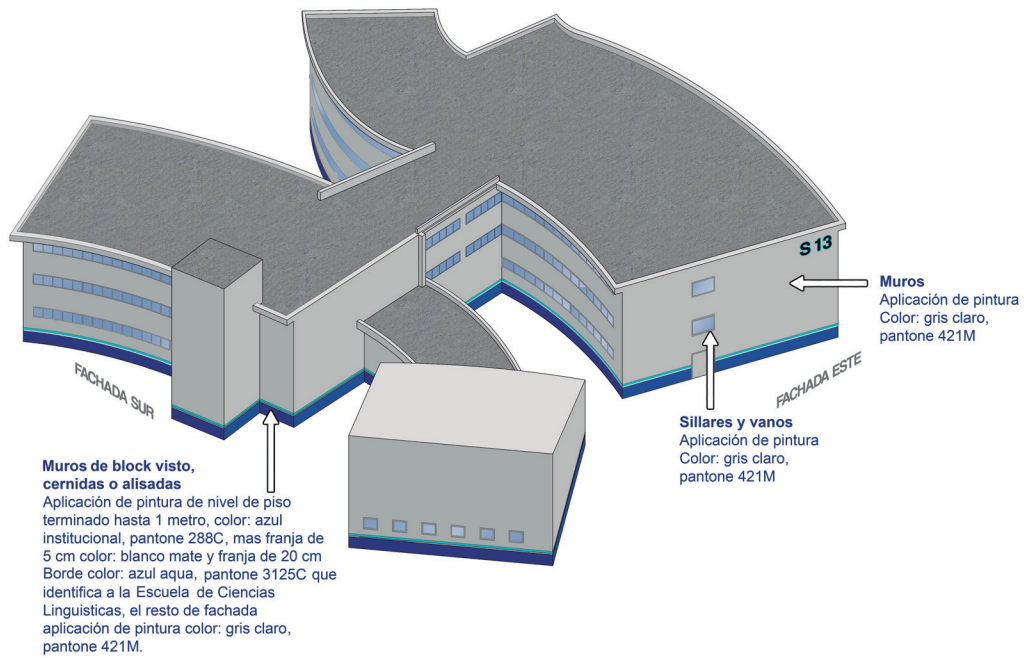 S 13
Muros
Aplicación de pintura
Color: gris claro,
pantone 421M
FACHADA ESTE
FACHADA SUR
Sillares y vanos
Aplicación de pintura
Color: gris claro,
pantone 421M
Muros de block visto,
cernidas o alisadas
Aplicación de pintura de nivel de piso
terminado hasta 1 metro, color: azul
institucional, pantone 288C, mas franja de
5 cm color: blanco mate y franja de 20 cm
Borde color: azul aqua, pantone 3125C que
identifica a la Escuela de Ciencias
Linguisticas, el resto de fachada
aplicación de pintura color: gris claro,
pantone 421M.